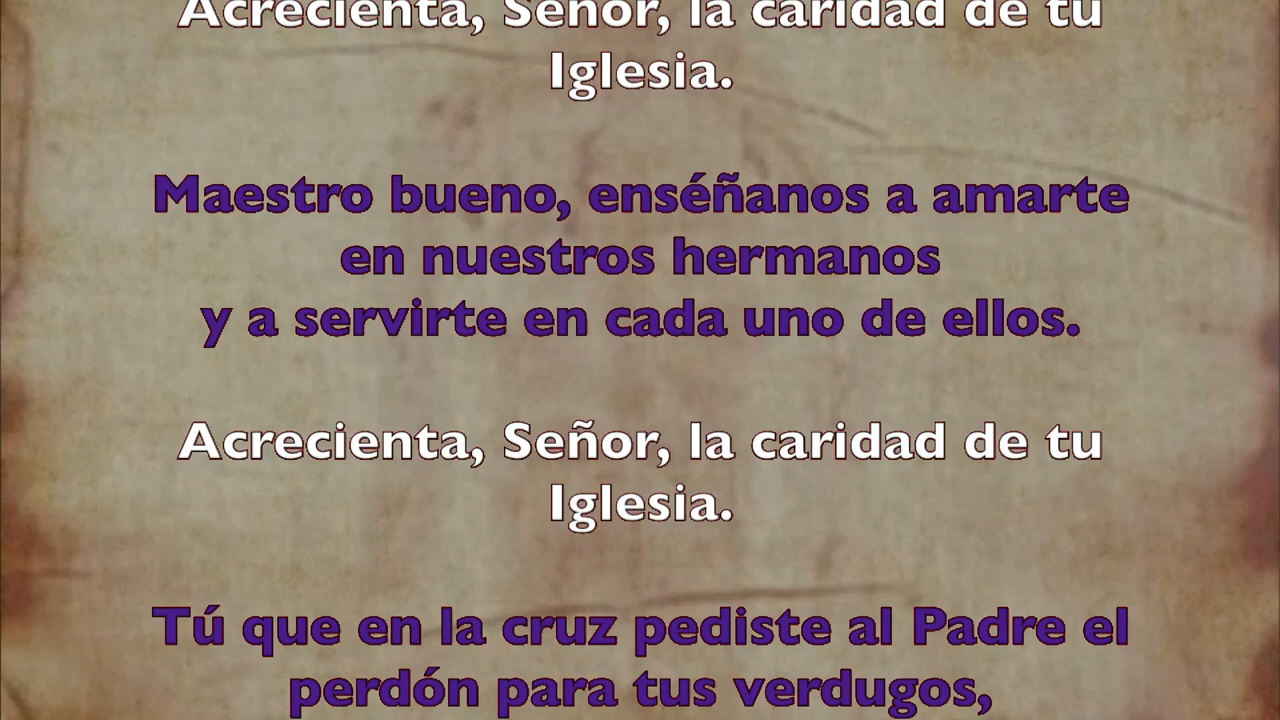 Acrecienta, Señor, la caridad de tu
Iglesia.
Maestro bueno, enséñanos a amarte
en nuestros hermanos
y a servirte en cada uno de ellos.
Acrecienta, Señor, la caridad de tu
Iglesia.
Tú que en la cruz pediste al Padre el
perdón para tus verdugos,